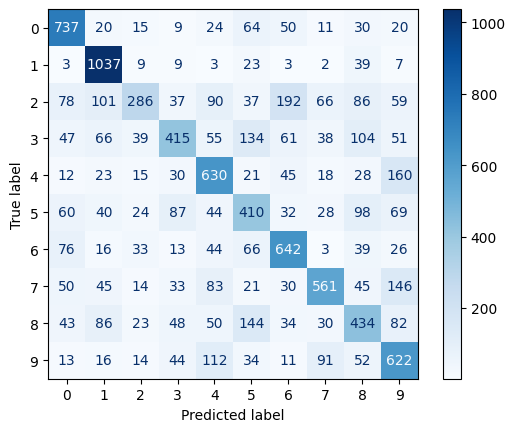 0 737 20 15 9 24 64 50 11 30 20
1 3 1037 9 9 3 23 3 2 39 7
2 78 101 286 37 90 37 192 66 86 59
3 47 66 39 415 55 134 61 38 104 51
4 12 23 15 30 630 21 45 18 28 160
5 60 40 24 87 44 410 32 28 98 69
6 76 16 33 13 44 66 642 3 39 26
7 50 45 14 33 83 21 30 561 45 146
8 43 86 23 48 50 144 34 30 434 82
9 13 16 14 44 112 34 11 91 52 622
0 1 2 3 4 5 6 7 8 9
Predicted label
True label
1000
800
600
400
200